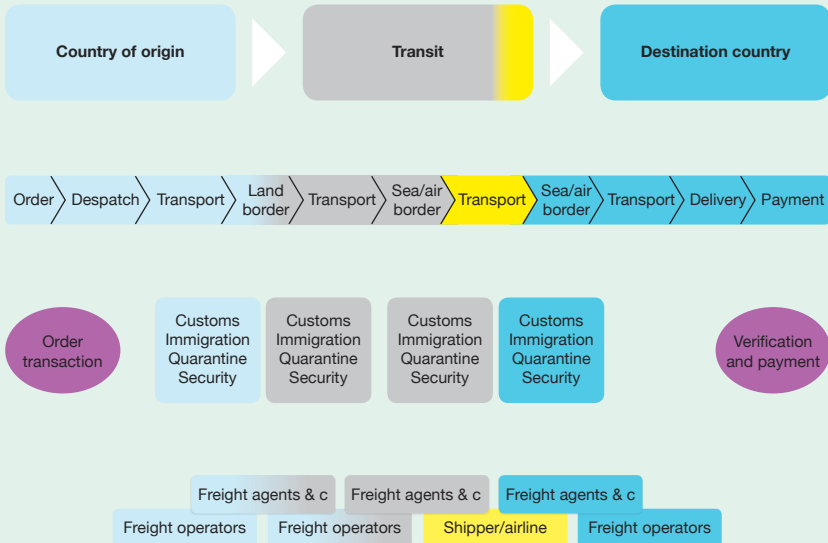 Country of origin
Transit
Destination country
Order
Despatch
Transport
Land
border
Transport
Sea/air
border
Transport
Sea/air
border
Transport
Delivery
Payment
Order
transaction
Customs
Immigration
Quarantine
Security
Customs
Immigration
Quarantine
Security
Customs
Immigration
Quarantine
Security
Customs
Immigration
Quarantine
Security
Verification
and payment
Freight agents & c
Freight agents & c
Freight agents & c
Freight operators
Freight operators
Shipper/airline
Freight operators